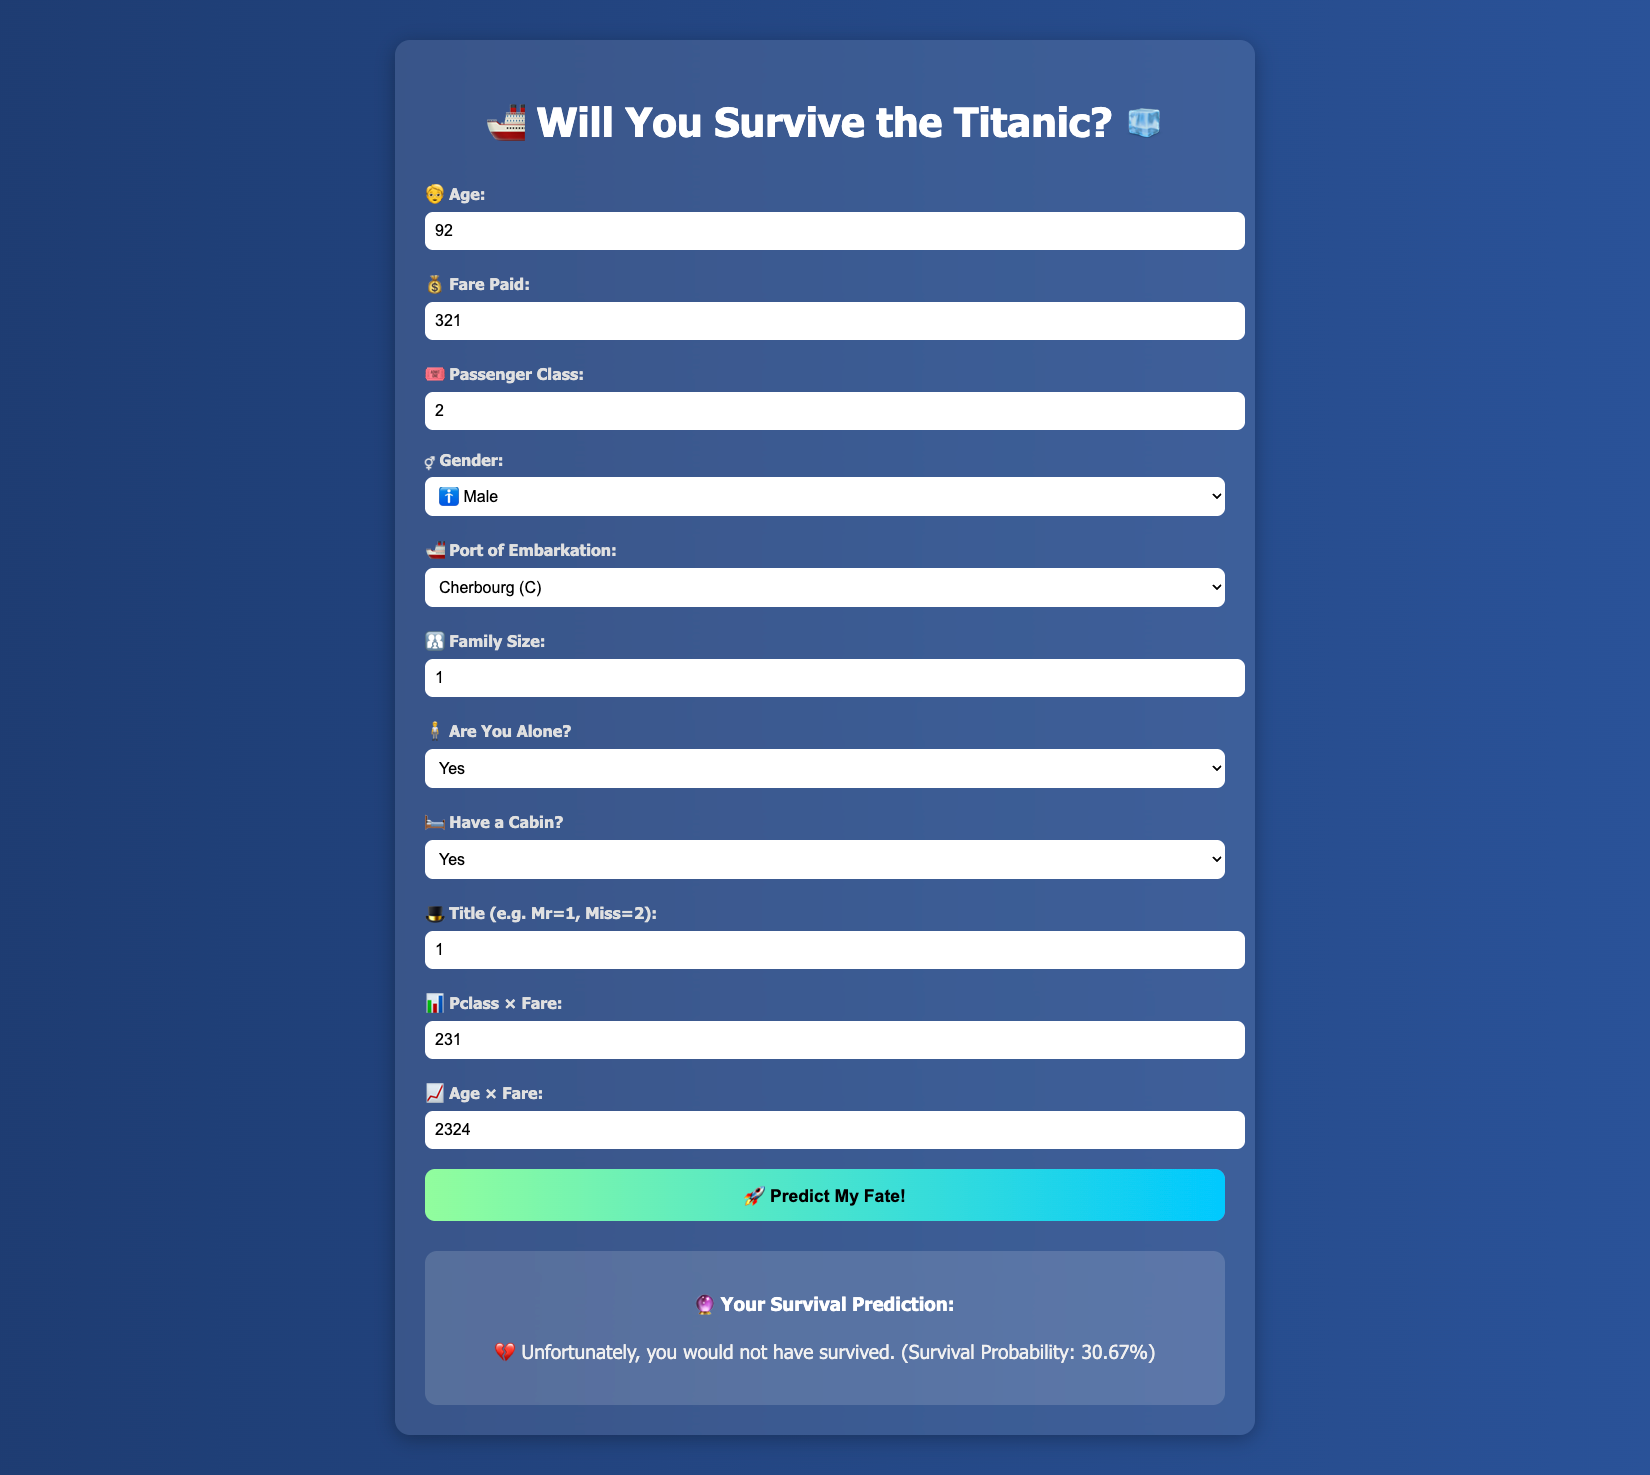 🚢 Will You Survive the Titanic? 🧊
🧑 Age:
92
💰 Fare Paid:
321
🎟️ Passenger Class:
2
⚥ Gender:
🚹 Male
🚢 Port of Embarkation:
Cherbourg (C)
👨‍👩‍👧‍👦 Family Size:
1
🧍 Are You Alone?
Yes
🛏️ Have a Cabin?
Yes
🎩 Title (e.g. Mr=1, Miss=2):
1
📊 Pclass × Fare:
231
📈 Age × Fare:
2324
🚀 Predict My Fate!
🔮 Your Survival Prediction:
💔 Unfortunately, you would not have survived. (Survival Probability: 30.67%)